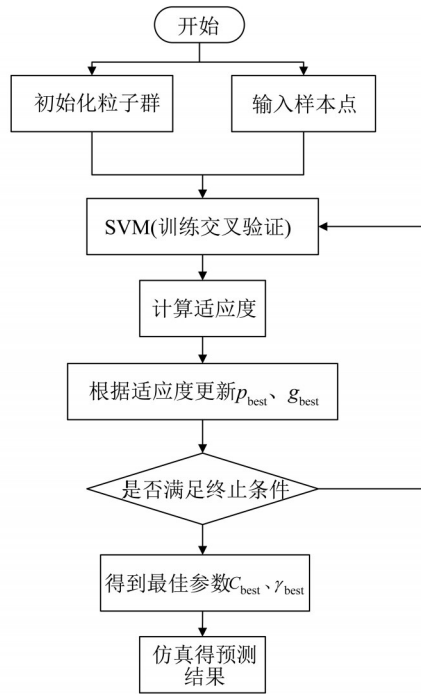 开始
初始化粒子群
输入样本点
SVM(训练交叉验证)
计算适应度
根据适应度更新pbest、gbest
是否满足终止条件
得到最佳参数Cbest、γbest
仿真得预测
结果